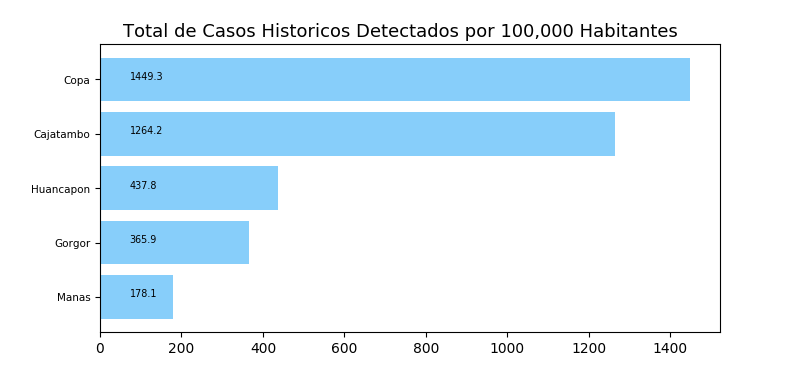 Total de Casos Historicos Detectados por 100,000 Habitantes
Copa 1449.3
Cajatambo 1264.2
Huancapon 437.8
Gorgor 365.9
Manas 178.1
0 200 400 600 800 1000 1200 1400